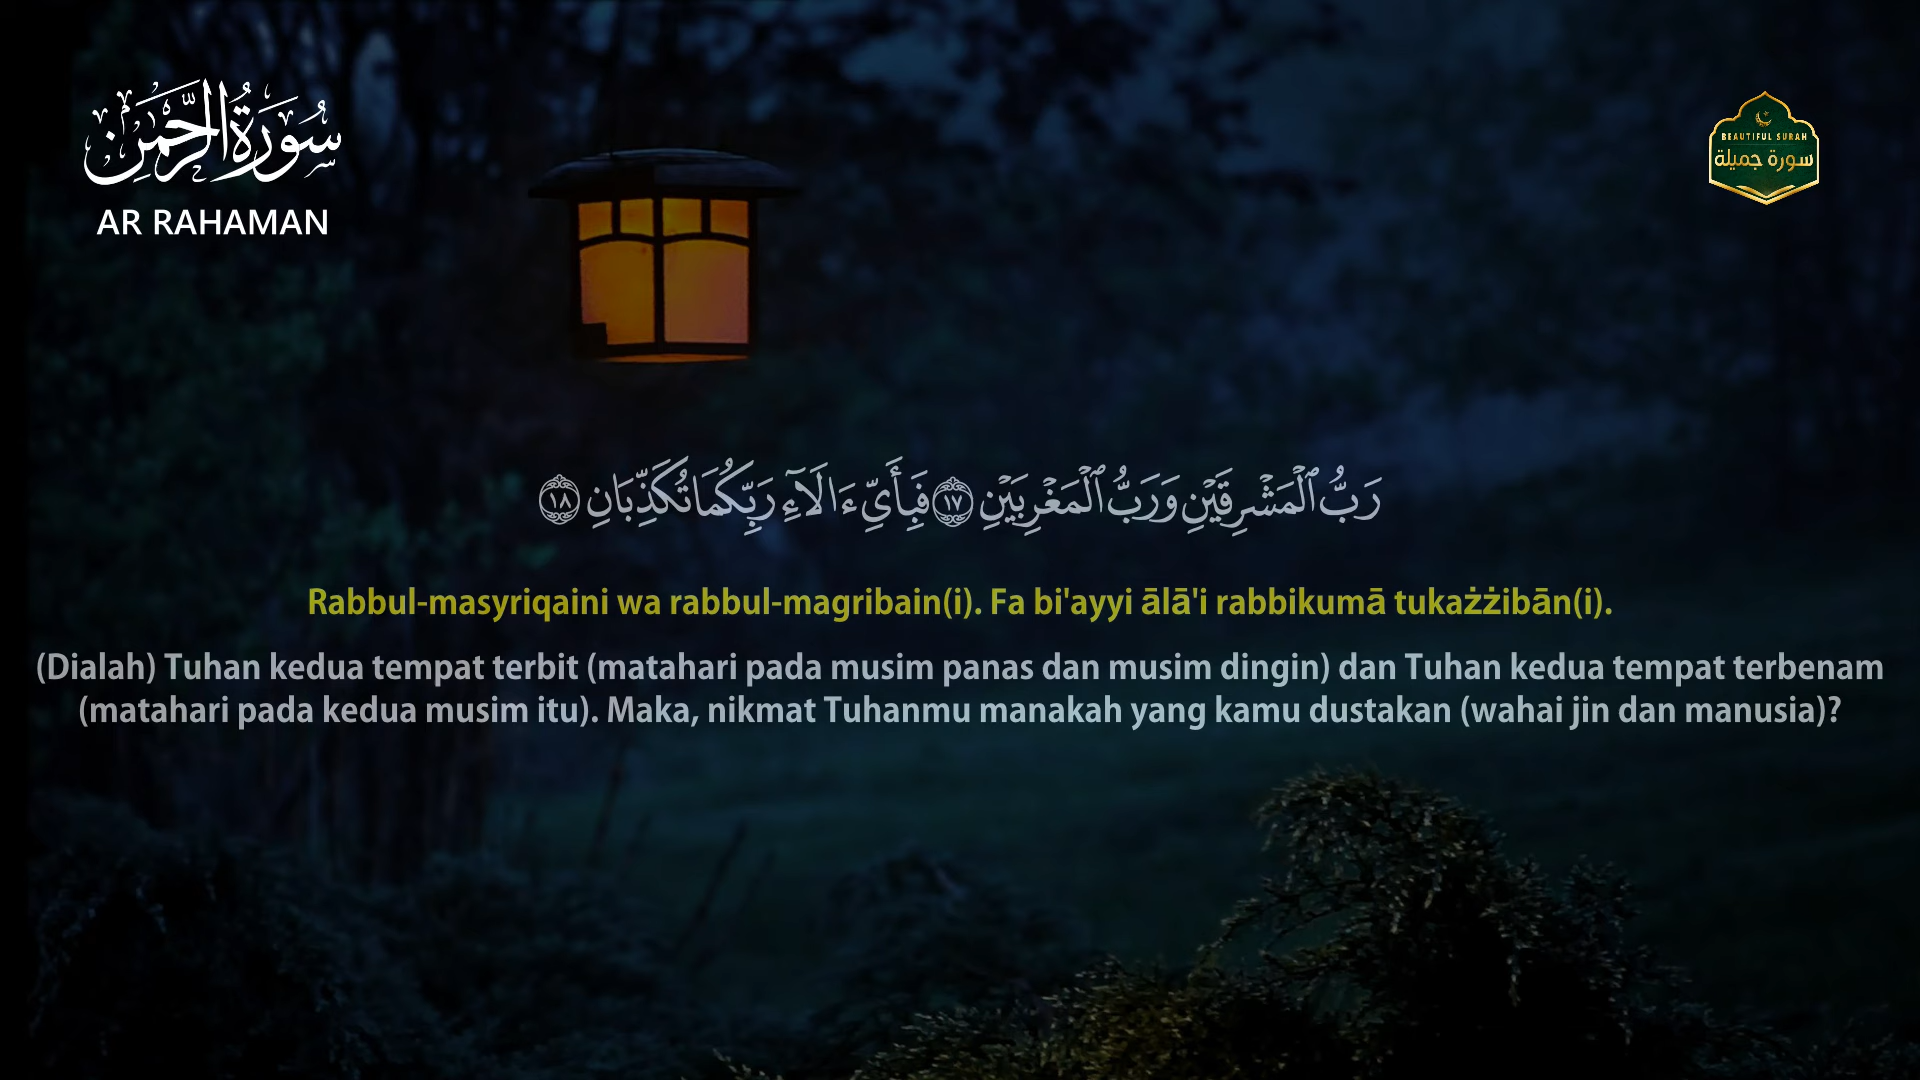 سُورَةُ الرَّحْمَٰن
AR RAHAMAN
BEAUTIFUL SURAH
سورة جميلة
رَبُّ ٱلْمَشْرِقَيْنِ وَرَبُّ ٱلْمَغْرِبَيْنِ ١٧ فَبِأَيِّ ءَالَآءِ رَبِّكُمَا تُكَذِّبَانِ ١٨
Rabbul-masyriqaini wa rabbul-magribain(i). Fa bi'ayyi ālā'i rabbikumā tukażżibān(i).
(Dialah) Tuhan kedua tempat terbit (matahari pada musim panas dan musim dingin) dan Tuhan kedua tempat terbenam
(matahari pada kedua musim itu). Maka, nikmat Tuhanmu manakah yang kamu dustakan (wahai jin dan manusia)?